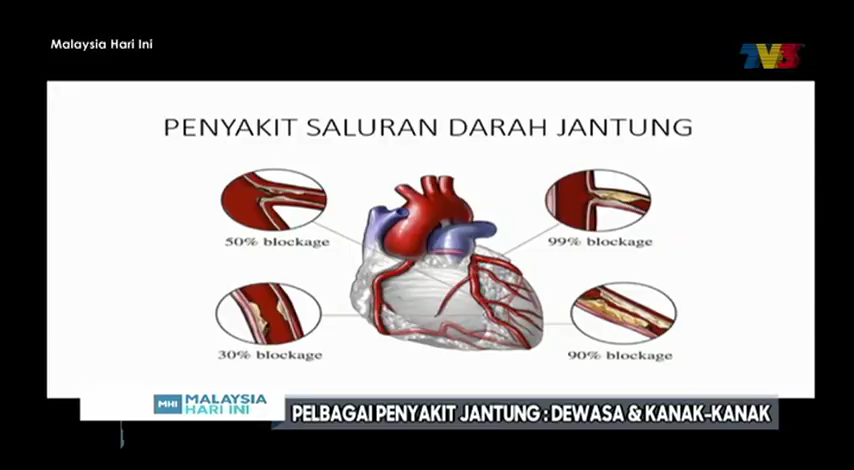 Malaysia Hari Ini
TV3
PENYAKIT SALURAN DARAH JANTUNG
50% blockage
99% blockage
30% blockage
90% blockage
MHI MALAYSIA
HARI INI
PELBAGAI PENYAKIT JANTUNG : DEWASA & KANAK-KANAK